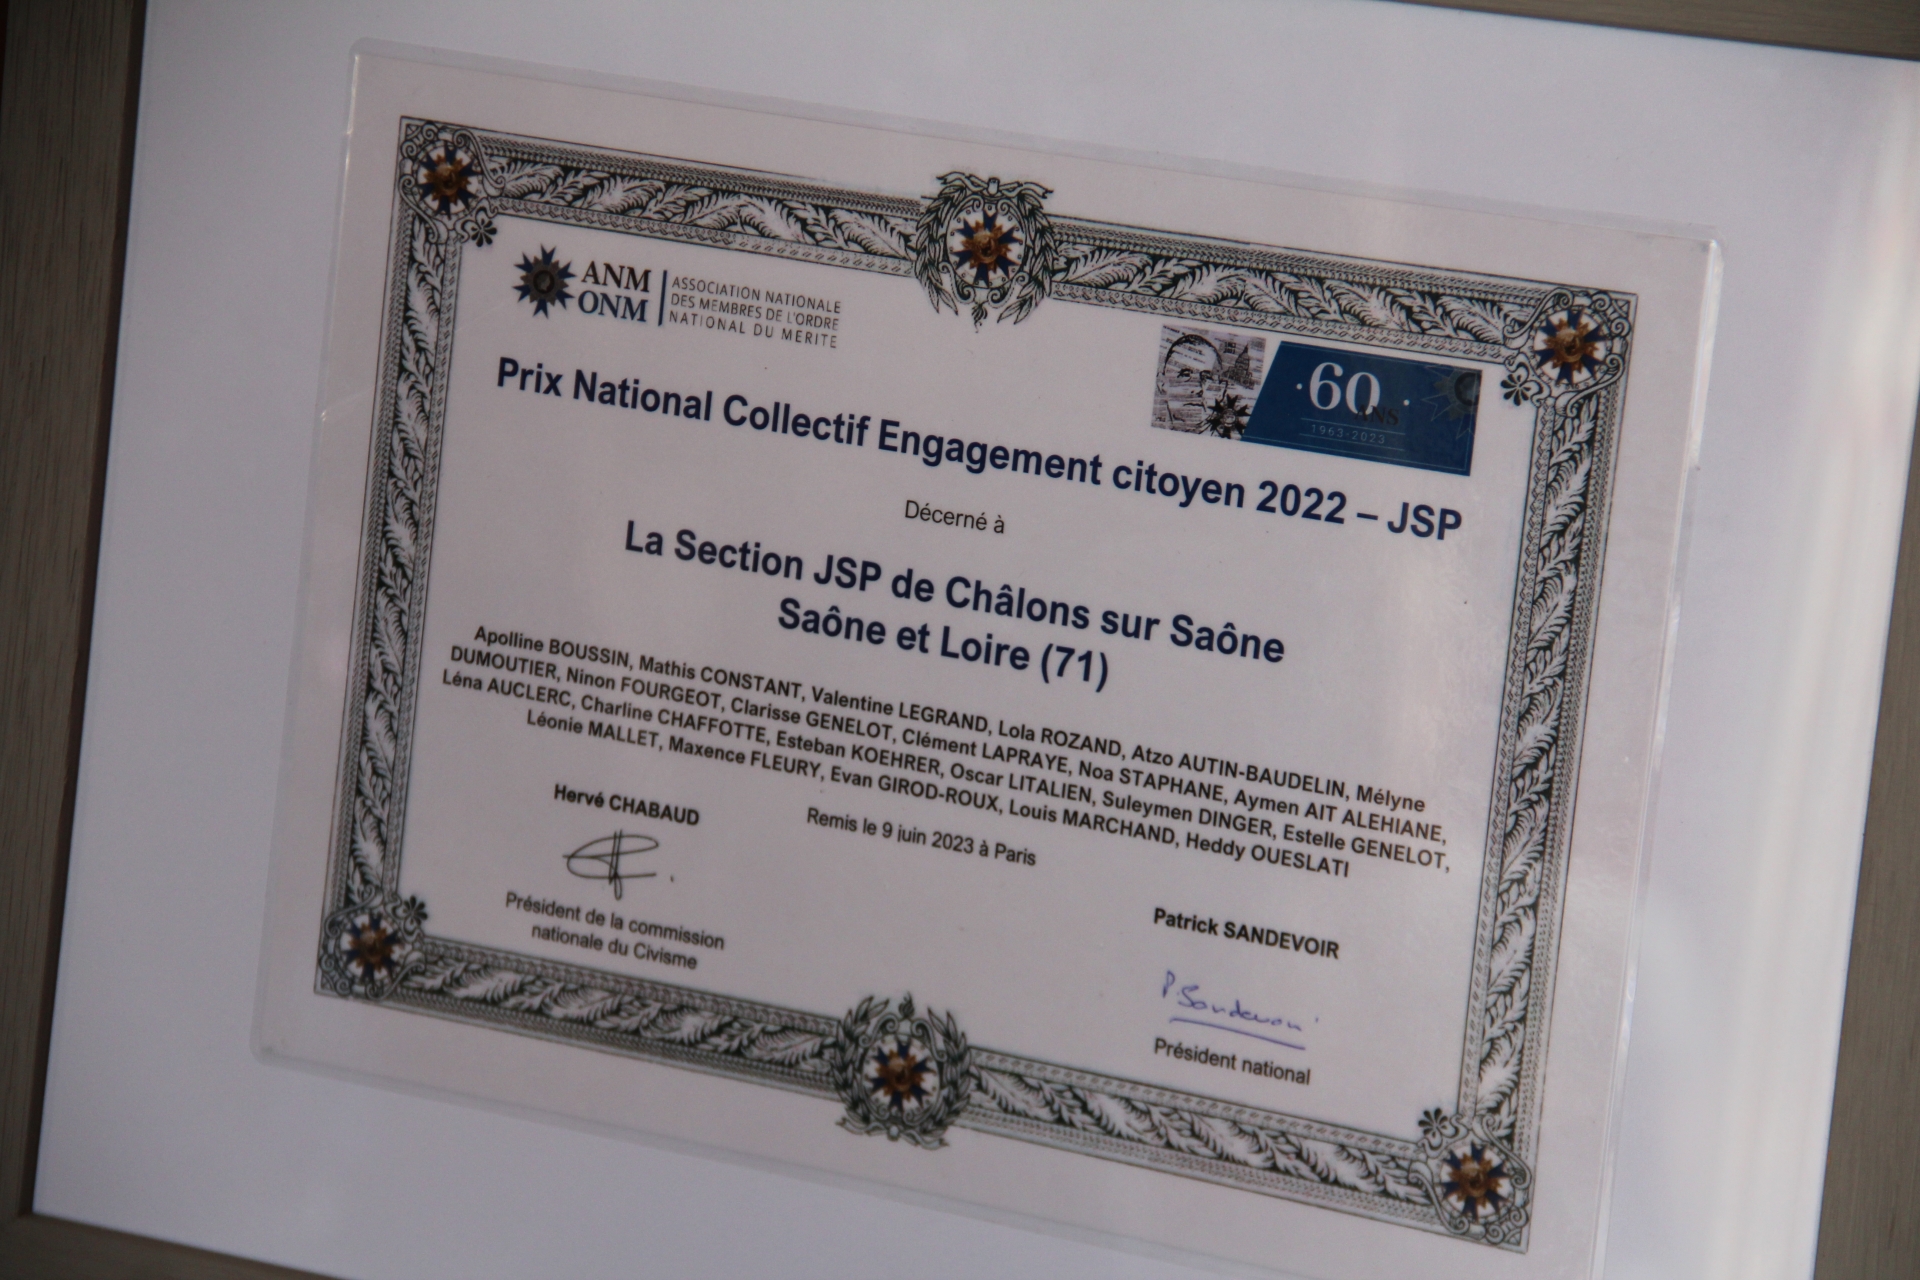 ANM
ONM
ASSOCIATION NATIONALE
DES MEMBRES DE L'ORDRE
NATIONAL DU MERITE
·60·
ANS
1963-2023
Prix National Collectif Engagement citoyen 2022 – JSP
Décerné à
La Section JSP de Châlons sur Saône
Saône et Loire (71)
Apolline BOUSSIN, Mathis CONSTANT, Valentine LEGRAND, Lola ROZAND, Atzo AUTIN-BAUDELIN, Mélyne
DUMOUTIER, Ninon FOURGEOT, Clarisse GENELOT, Clément LAPRAYE, Noa STAPHANE, Aymen AIT ALEHIANE,
Léna AUCLERC, Charline CHAFFOTTE, Esteban KOEHRER, Oscar LITALIEN, Suleymen DINGER, Estelle GENELOT,
Léonie MALLET, Maxence FLEURY, Evan GIROD-ROUX, Louis MARCHAND, Heddy OUESLATI
Remis le 9 juin 2023 à Paris
Hervé CHABAUD
Président de la commission
nationale du Civisme
Patrick SANDEVOIR
P. Sandevoir
Président national